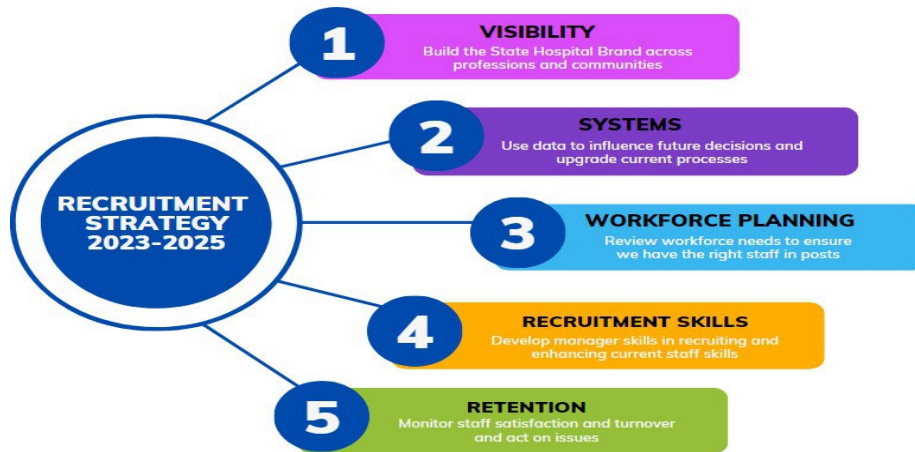 RECRUITMENT
STRATEGY
2023-2025
1
VISIBILITY
Build the State Hospital Brand across
professions and communities
2
SYSTEMS
Use data to influence future decisions and
upgrade current processes
3
WORKFORCE PLANNING
Review workforce needs to ensure
we have the right staff in posts
4
RECRUITMENT SKILLS
Develop manager skills in recruiting and
enhancing current staff skills
5
RETENTION
Monitor staff satisfaction and turnover
and act on issues